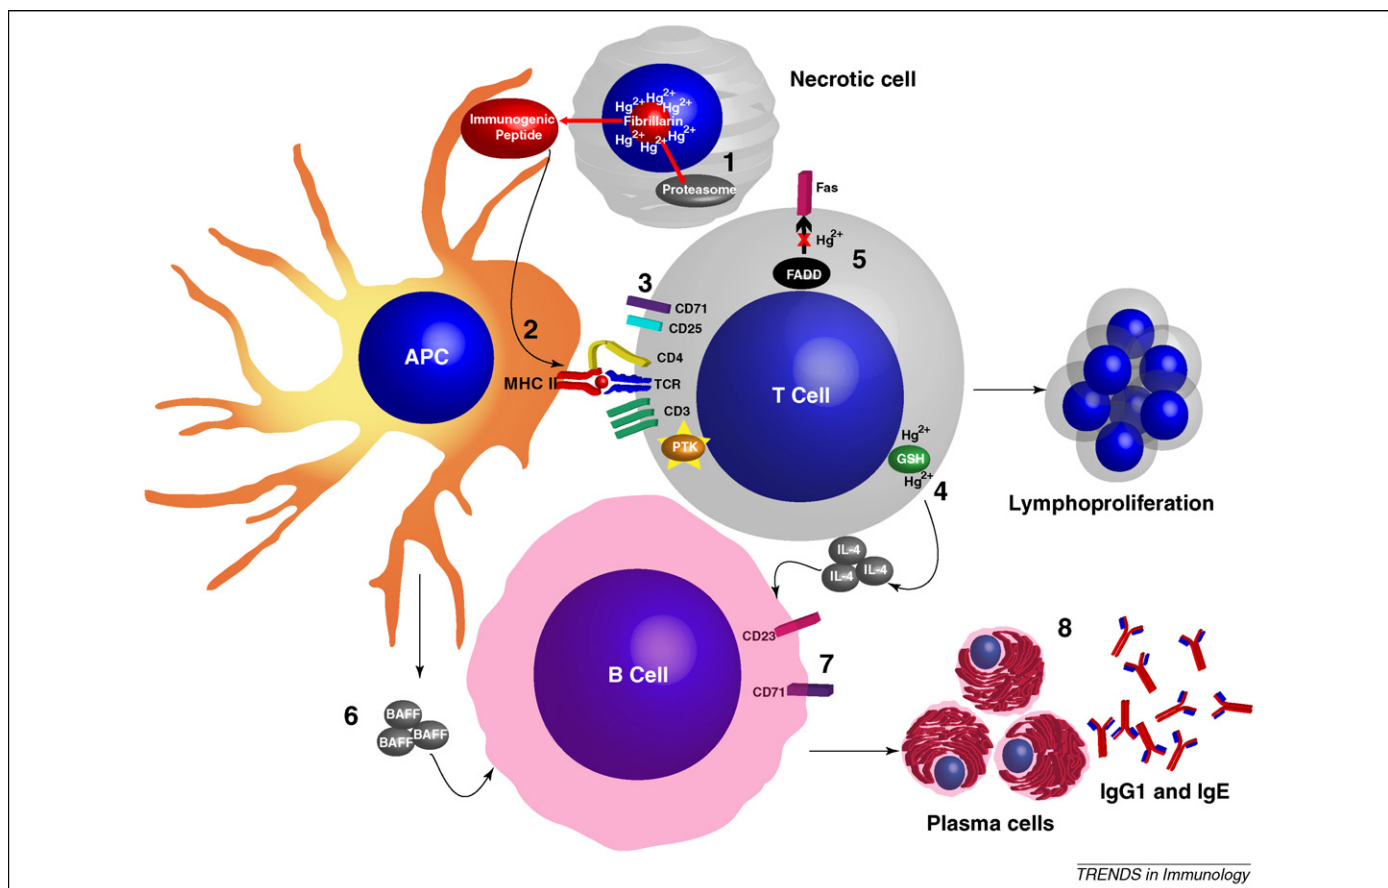 Necrotic cell
Hg2+
Hg2+
Hg2+
Fibrillarin
Hg2+
Hg2+
Hg2+
Immunogenic
Peptide
1
Proteasome
Fas
Hg2+
5
FADD
3
CD71
CD25
2
CD4
APC
MHC II
TCR
T Cell
CD3
PTK
Hg2+
GSH
Hg2+
4
Lymphoproliferation
IL-4
IL-4
IL-4
CD23
7
B Cell
CD71
6
BAFF
BAFF
BAFF
8
IgG1 and IgE
Plasma cells
TRENDS in Immunology